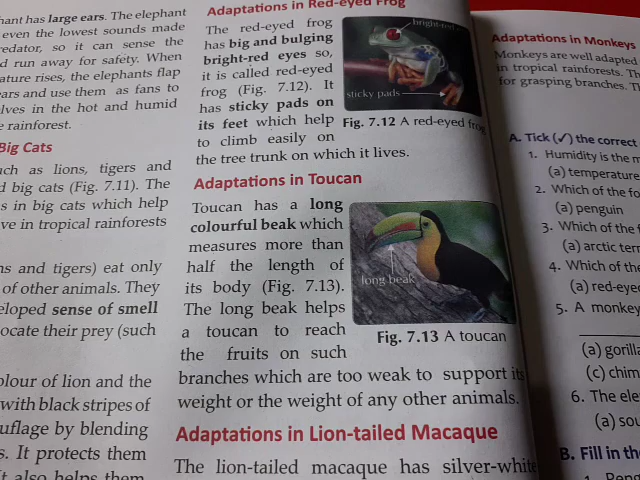 hant has large ears. The elephant
even the lowest sounds made
redator, so it can sense the
d run away for safety. When
ature rises, the elephants flap
ears and use them as fans to
lves in the hot and humid
e rainforest.
Big Cats
uch as lions, tigers and
d big cats (Fig. 7.11). The
s in big cats which help
ve in tropical rainforests
ns and tigers) eat only
of other animals. They
eloped sense of smell
ocate their prey (such
olour of lion and the
with black stripes of
uflage by blending
s. It protects them
It also helps them
Adaptations in Red-eyed Frog
The red-eyed frog
has big and bulging
bright-red eyes so,
it is called red-eyed
frog (Fig. 7.12). It
has sticky pads on
its feet which help
to climb easily on
the tree trunk on which it lives.
bright-red
sticky pads
Fig. 7.12 A red-eyed frog
Adaptations in Toucan
Toucan has a long
colourful beak which
measures more than
half the length of
its body (Fig. 7.13).
The long beak helps
a toucan to reach
the fruits on such
branches which are too weak to support its
weight or the weight of any other animals.
long beak
Fig. 7.13 A toucan
Adaptations in Lion-tailed Macaque
The lion-tailed macaque has silver-white
Adaptations in Monkeys
Monkeys are well adapted
in tropical rainforests. Th
for grasping branches. Th
A. Tick (✓) the correct
1. Humidity is the m
(a) temperature
2. Which of the fo
(a) penguin
3. Which of the f
(a) arctic tern
4. Which of the
(a) red-eyed
5. A monkey
(a) gorilla
(c) chim
6. The ele
(a) sou
B. Fill in the